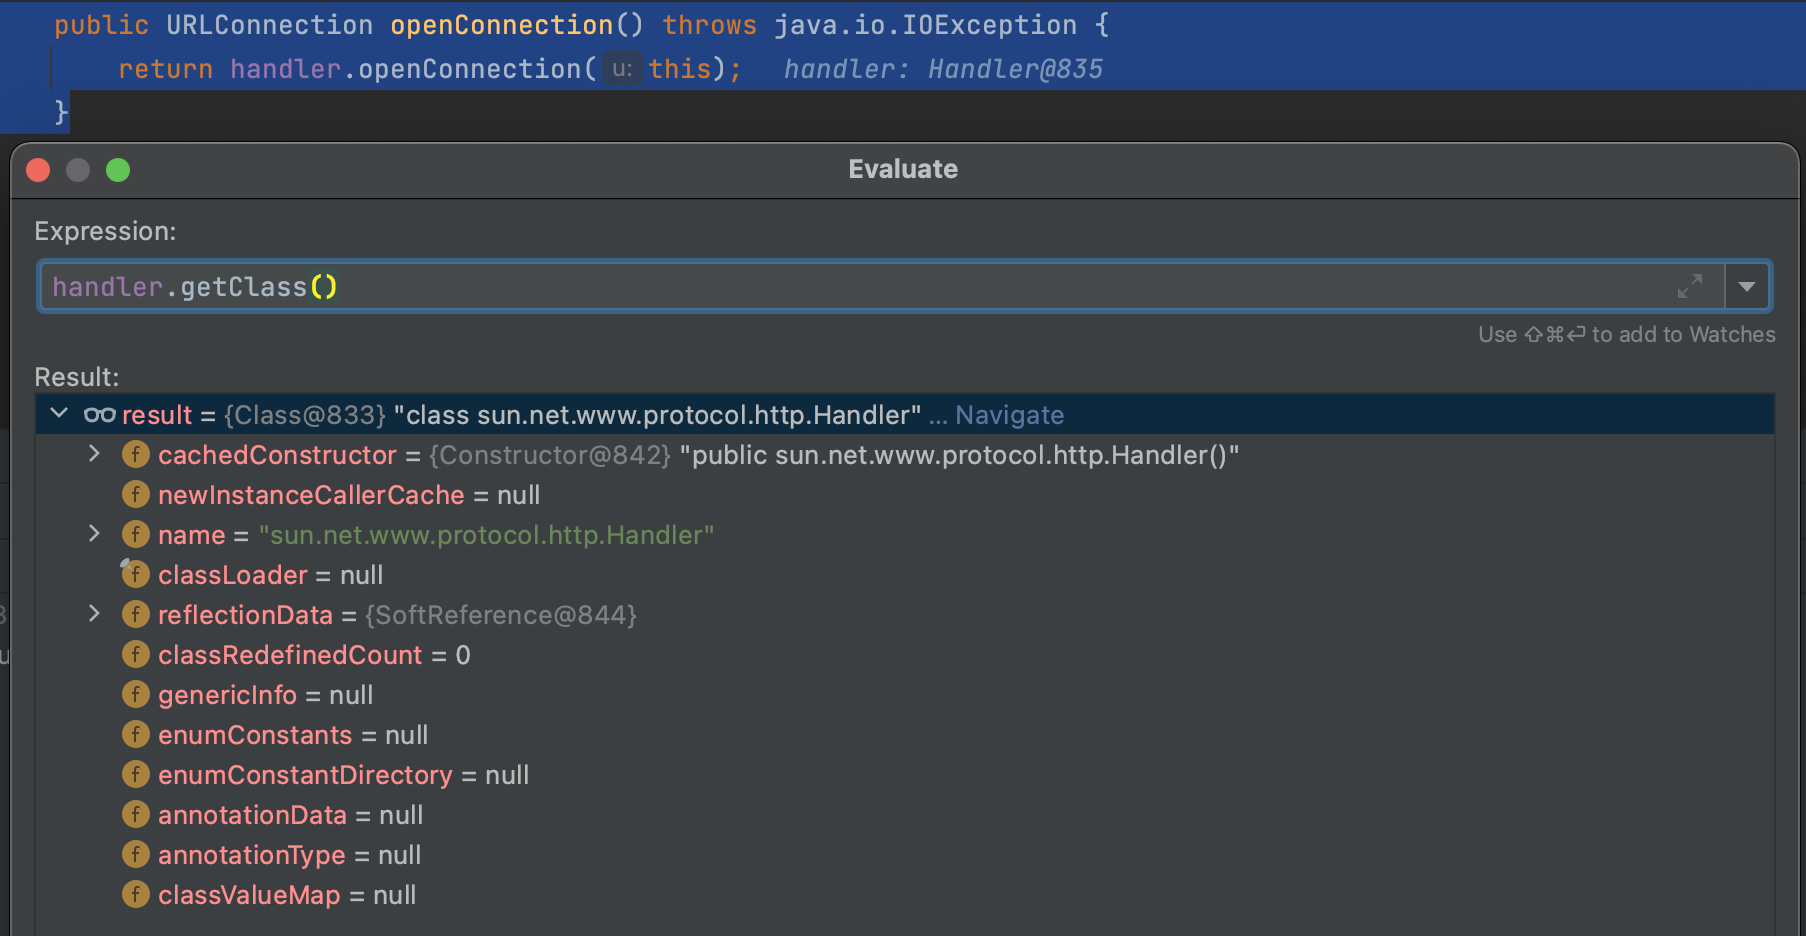 public URLConnection openConnection() throws java.io.IOException {
return handler.openConnection( u: this); handler: Handler@835
}
Evaluate
Expression:
handler.getClass()
Use ⇧⌘⏎ to add to Watches
Result:
result = {Class@833} "class sun.net.www.protocol.http.Handler" ... Navigate
f cachedConstructor = {Constructor@842} "public sun.net.www.protocol.http.Handler()"
f newInstanceCallerCache = null
f name = "sun.net.www.protocol.http.Handler"
f classLoader = null
f reflectionData = {SoftReference@844}
f classRedefinedCount = 0
f genericInfo = null
f enumConstants = null
f enumConstantDirectory = null
f annotationData = null
f annotationType = null
f classValueMap = null